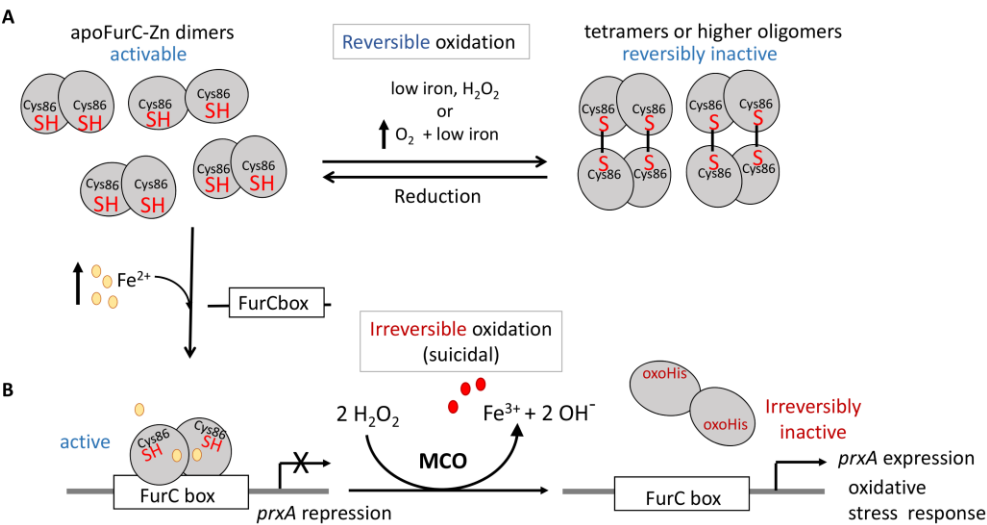 A
apoFurC-Zn dimers
activable
Reversible oxidation
tetramers or higher oligomers
reversibly inactive
low iron, H₂O₂
or
O₂ + low iron
Reduction
Cys86
SH
Cys86
SH
Cys86
SH
Cys86
SH
Cys86
SH
Cys86
SH
Cys86
SH
Cys86
SH
Cys86
S
Cys86
S
Cys86
S
Cys86
S
S
Cys86
S
Cys86
S
Cys86
S
Cys86
Fe²⁺
FurCbox
Irreversible oxidation
(suicidal)
B
active
Cys86
SH
Cys86
SH
FurC box
prxA repression
2 H₂O₂
Fe³⁺ + 2 OH⁻
MCO
oxoHis
oxoHis
Irreversibly
inactive
FurC box
prxA expression
oxidative
stress response